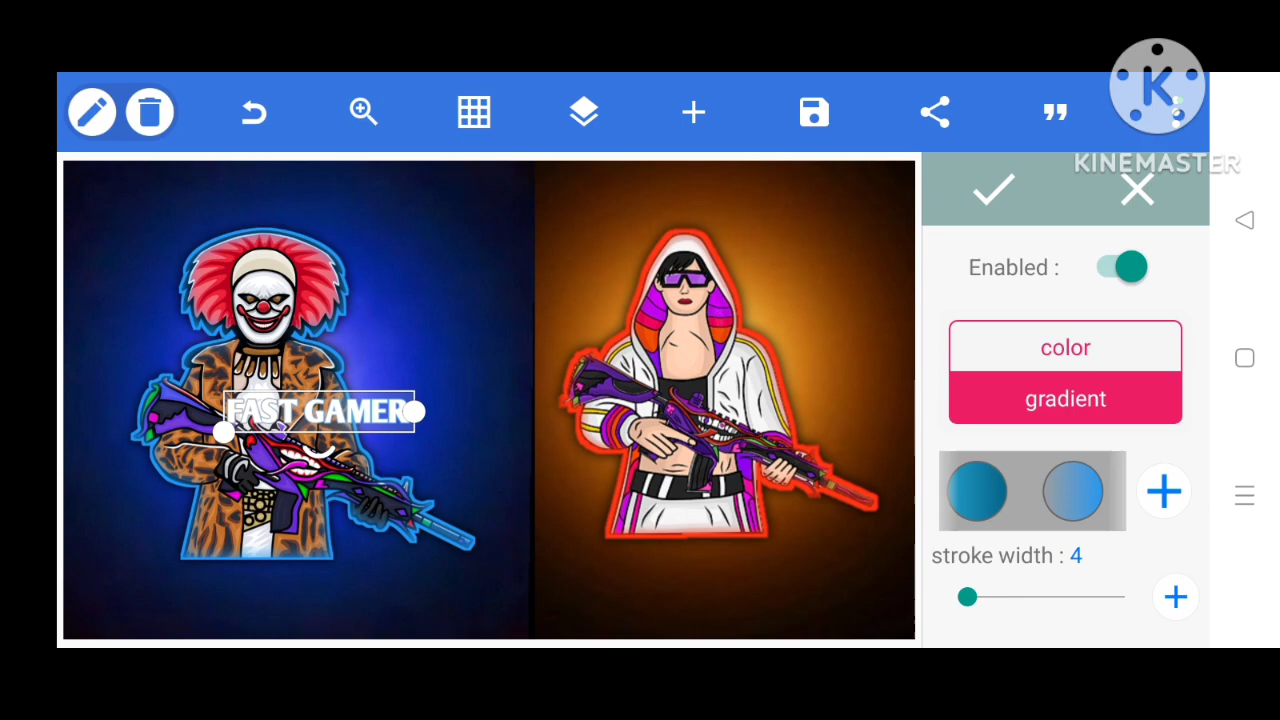 K
KINEMASTER
Enabled :
color
gradient
stroke width : 4
FAST GAMER